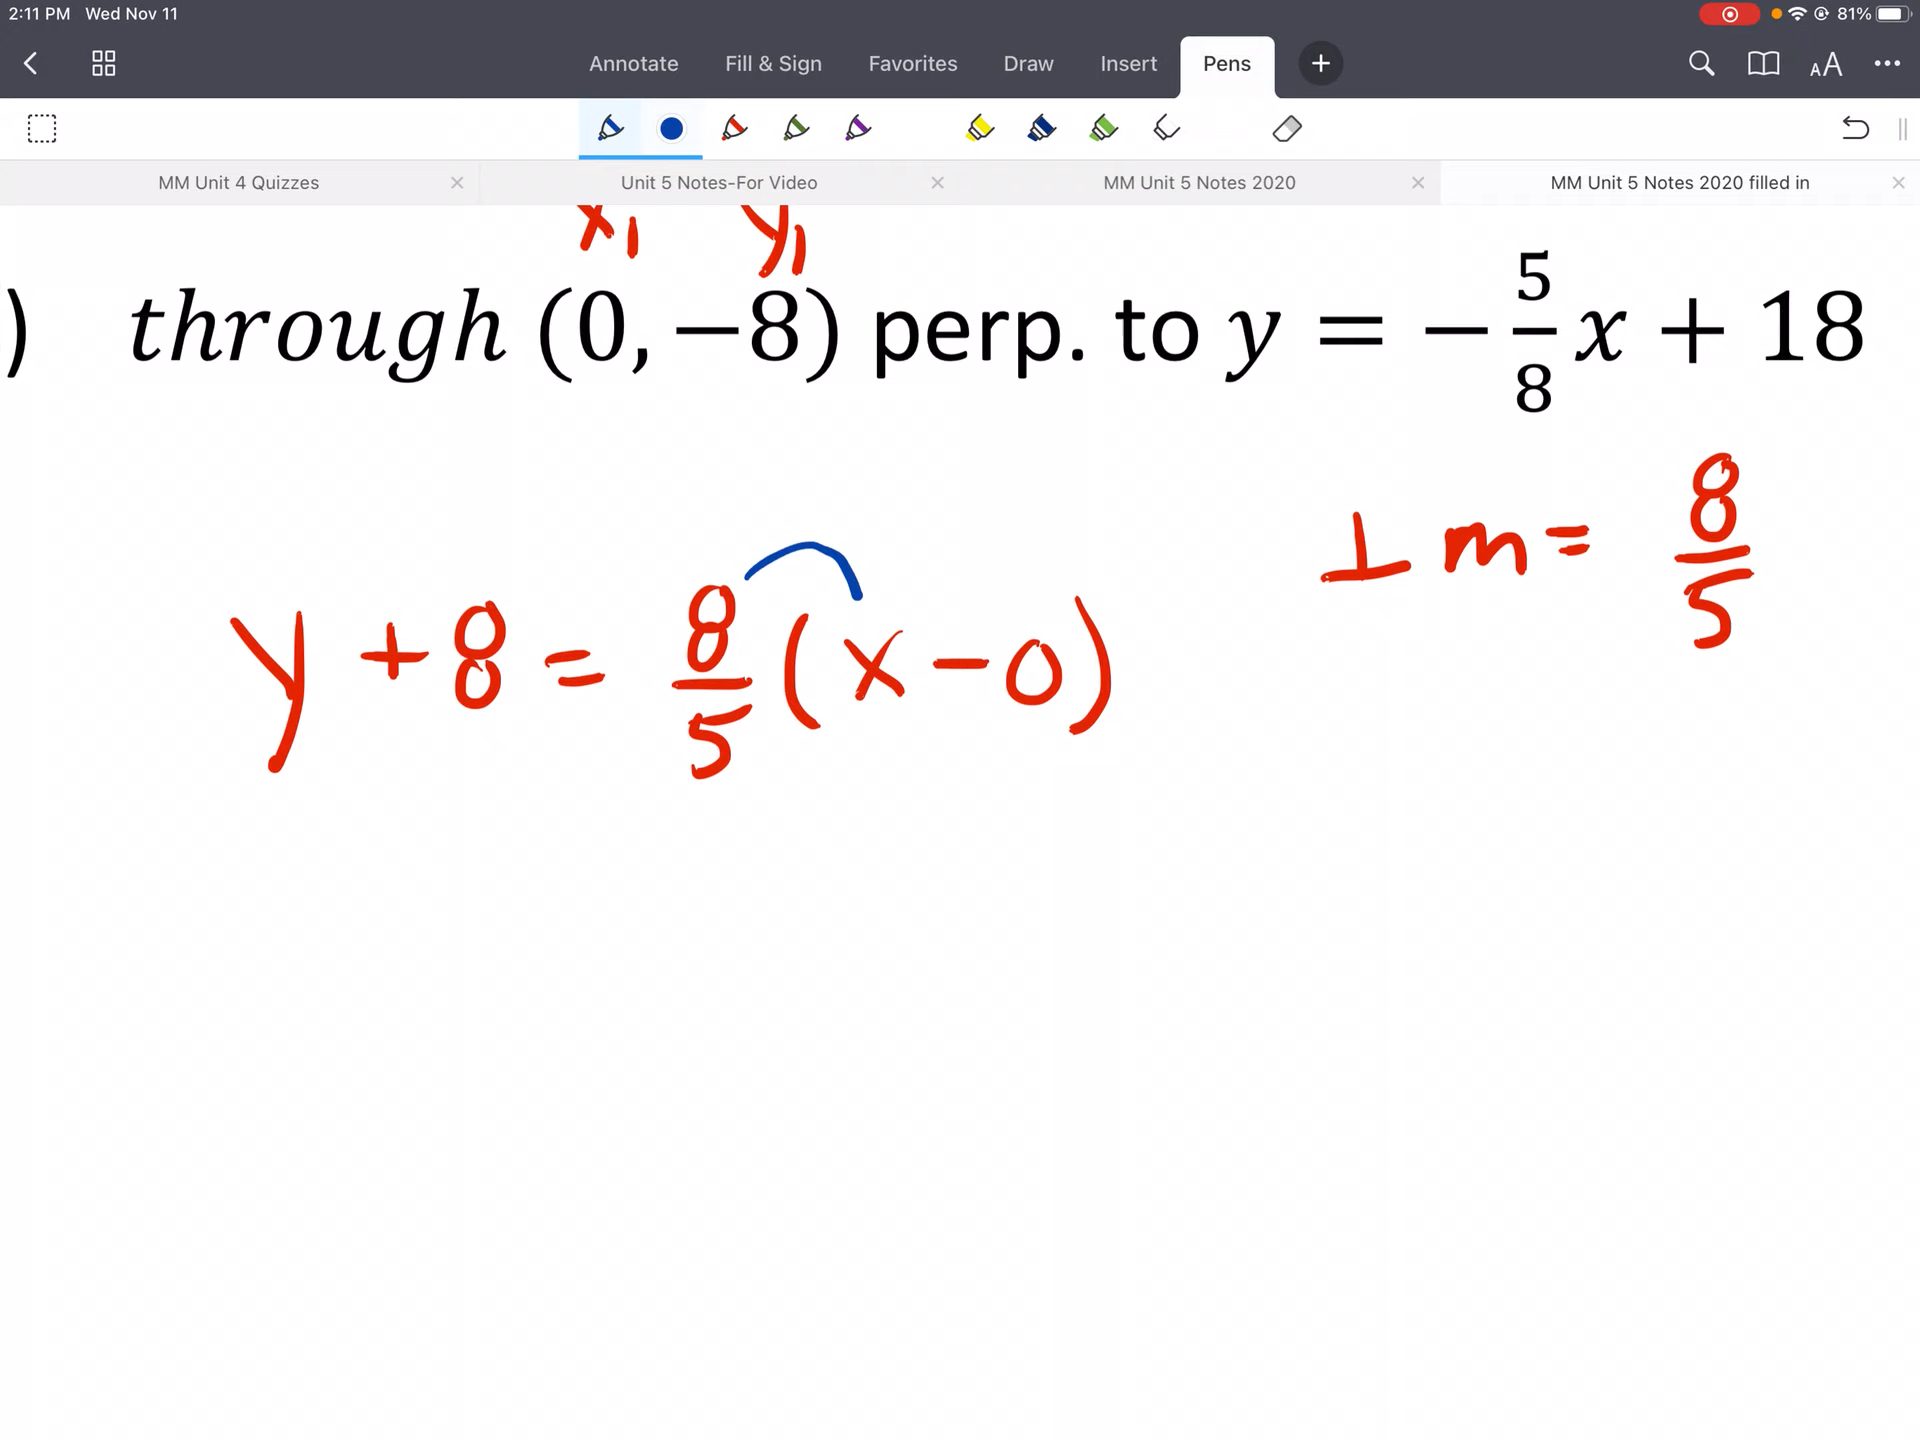 2:11 PM Wed Nov 11 81%
Annotate Fill & Sign Favorites Draw Insert Pens + AA
MM Unit 4 Quizzes Unit 5 Notes-For Video MM Unit 5 Notes 2020 MM Unit 5 Notes 2020 filled in
x₁ y₁
) through (0, −8) perp. to y = −5/8x + 18
⊥ m = 8/5
y + 8 = 8/5(x − 0)